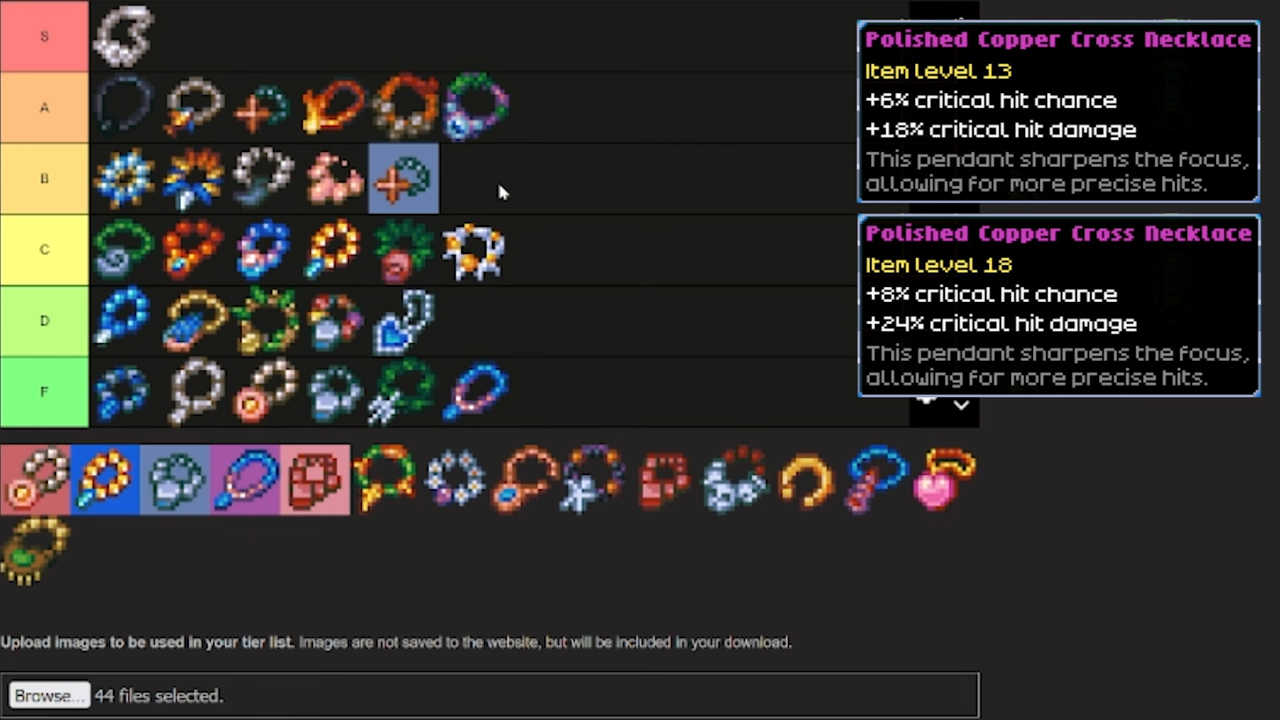 S
A
B
C
D
F
Polished Copper Cross Necklace
Item level 13
+6% critical hit chance
+18% critical hit damage
This pendant sharpens the focus,
allowing for more precise hits.
Polished Copper Cross Necklace
Item level 18
+8% critical hit chance
+24% critical hit damage
This pendant sharpens the focus,
allowing for more precise hits.
Upload images to be used in your tier list. Images are not saved to the website, but will be included in your download.
Browse... 44 files selected.